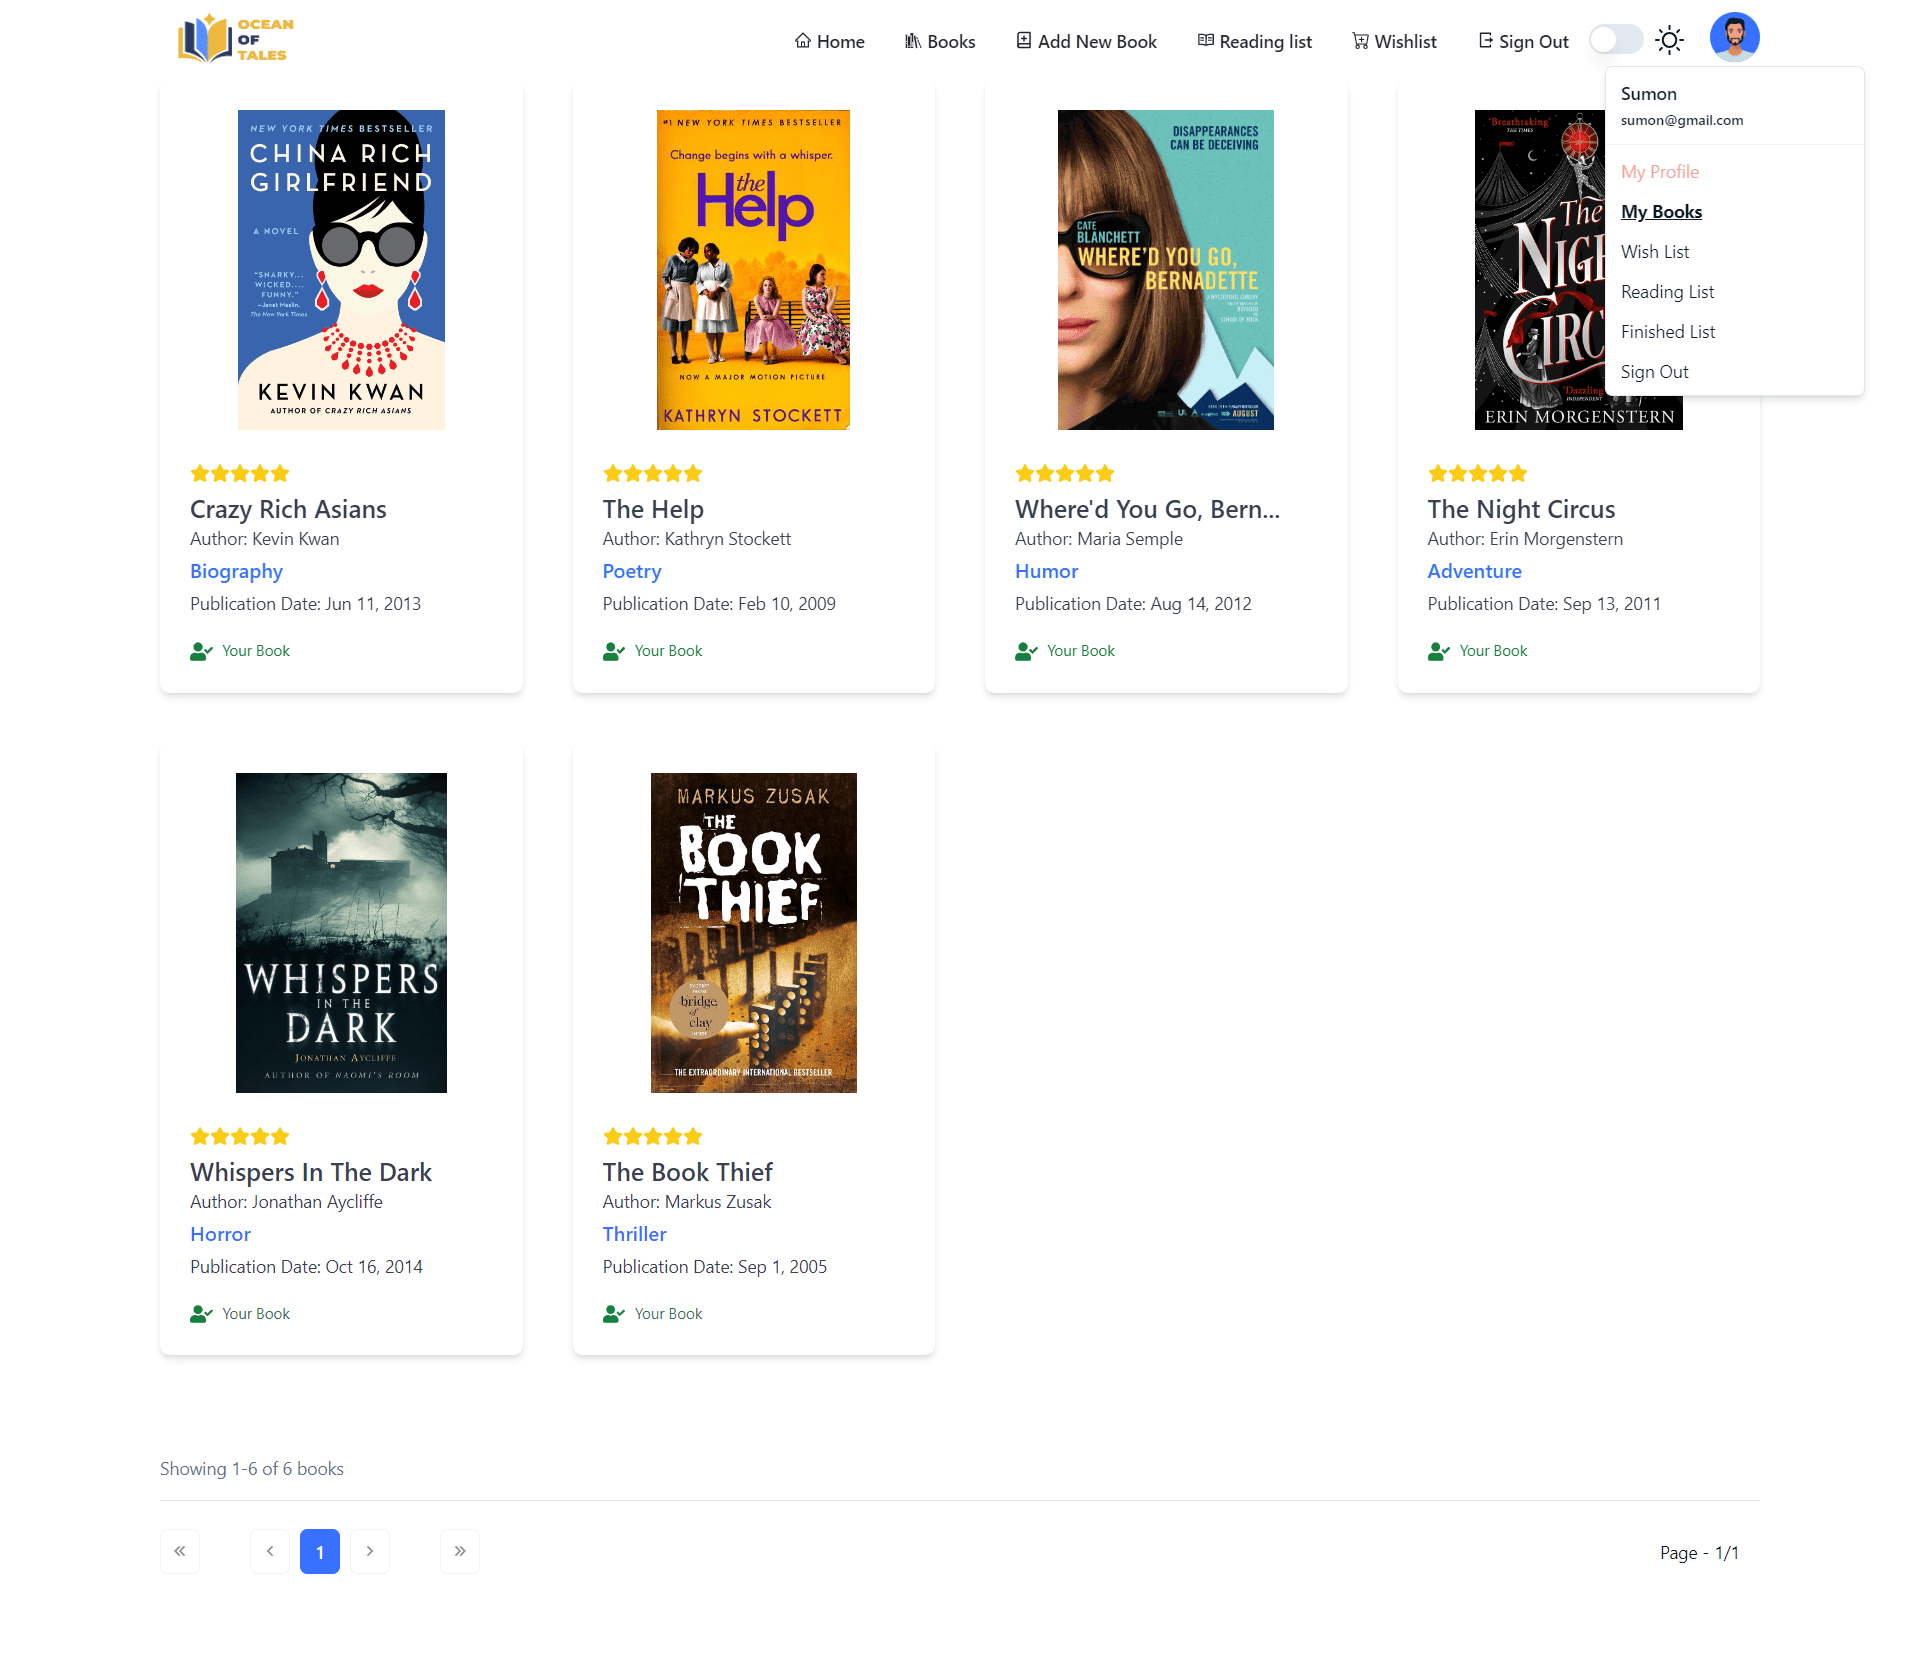 OCEAN
OF
TALES
Home
Books
Add New Book
Reading list
Wishlist
Sign Out
Sumon
sumon@gmail.com
My Profile
My Books
Wish List
Reading List
Finished List
Sign Out
NEW YORK TIMES BESTSELLER
CHINA RICH
GIRLFRIEND
A NOVEL
"SNARKY...
WICKED....
FUNNY."
—Janet Maslin,
The New York Times
KEVIN KWAN
AUTHOR OF CRAZY RICH ASIANS
Crazy Rich Asians
Author: Kevin Kwan
Biography
Publication Date: Jun 11, 2013
Your Book
#1 NEW YORK TIMES BESTSELLER
Change begins with a whisper.
the
Help
NOW A MAJOR MOTION PICTURE
KATHRYN STOCKETT
The Help
Author: Kathryn Stockett
Poetry
Publication Date: Feb 10, 2009
Your Book
DISAPPEARANCES
CAN BE DECEIVING
CATE
BLANCHETT
WHERE'D YOU GO,
BERNADETTE
AUGUST
Where'd You Go, Bern...
Author: Maria Semple
Humor
Publication Date: Aug 14, 2012
Your Book
'Breathtaking'
THE TIMES
The
NIG
CIRC
'Dazzling
INDEPENDENT
ERIN MORGENSTERN
The Night Circus
Author: Erin Morgenstern
Adventure
Publication Date: Sep 13, 2011
Your Book
WHISPERS
IN THE
DARK
JONATHAN AYCLIFFE
AUTHOR OF NAOMI'S ROOM
Whispers In The Dark
Author: Jonathan Aycliffe
Horror
Publication Date: Oct 16, 2014
Your Book
MARKUS ZUSAK
THE
BOOK
THIEF
bridge
of
clay
THE EXTRAORDINARY INTERNATIONAL BESTSELLER
The Book Thief
Author: Markus Zusak
Thriller
Publication Date: Sep 1, 2005
Your Book
Showing 1-6 of 6 books
« ‹ 1 › »
Page - 1/1